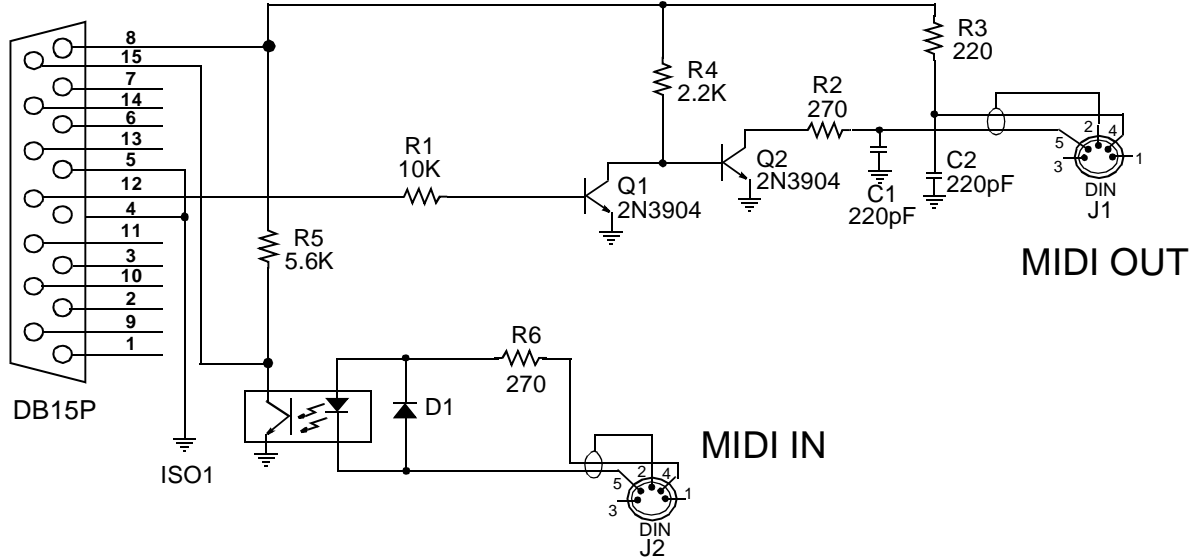 8
15
7
14
6
13
5
12
4
11
3
10
2
9
1
DB15P
ISO1
R1
10K
R5
5.6K
Q1
2N3904
R4
2.2K
Q2
2N3904
R2
270
C1
220pF
R3
220
C2
220pF
2
4
5
1
3
DIN
J1
MIDI OUT
R6
270
D1
MIDI IN
2
4
5
1
3
DIN
J2